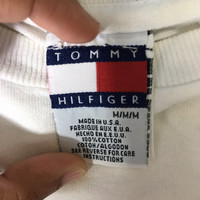 TOMMY
HILFIGER
M/M/M
MADE IN U.S.A.
FABRIQUE AUX E.U.A.
HECHO EN E.E.U.U.
100% COTTON
COTON/ALGODON
SEE REVERSE FOR CARE
INSTRUCTIONS